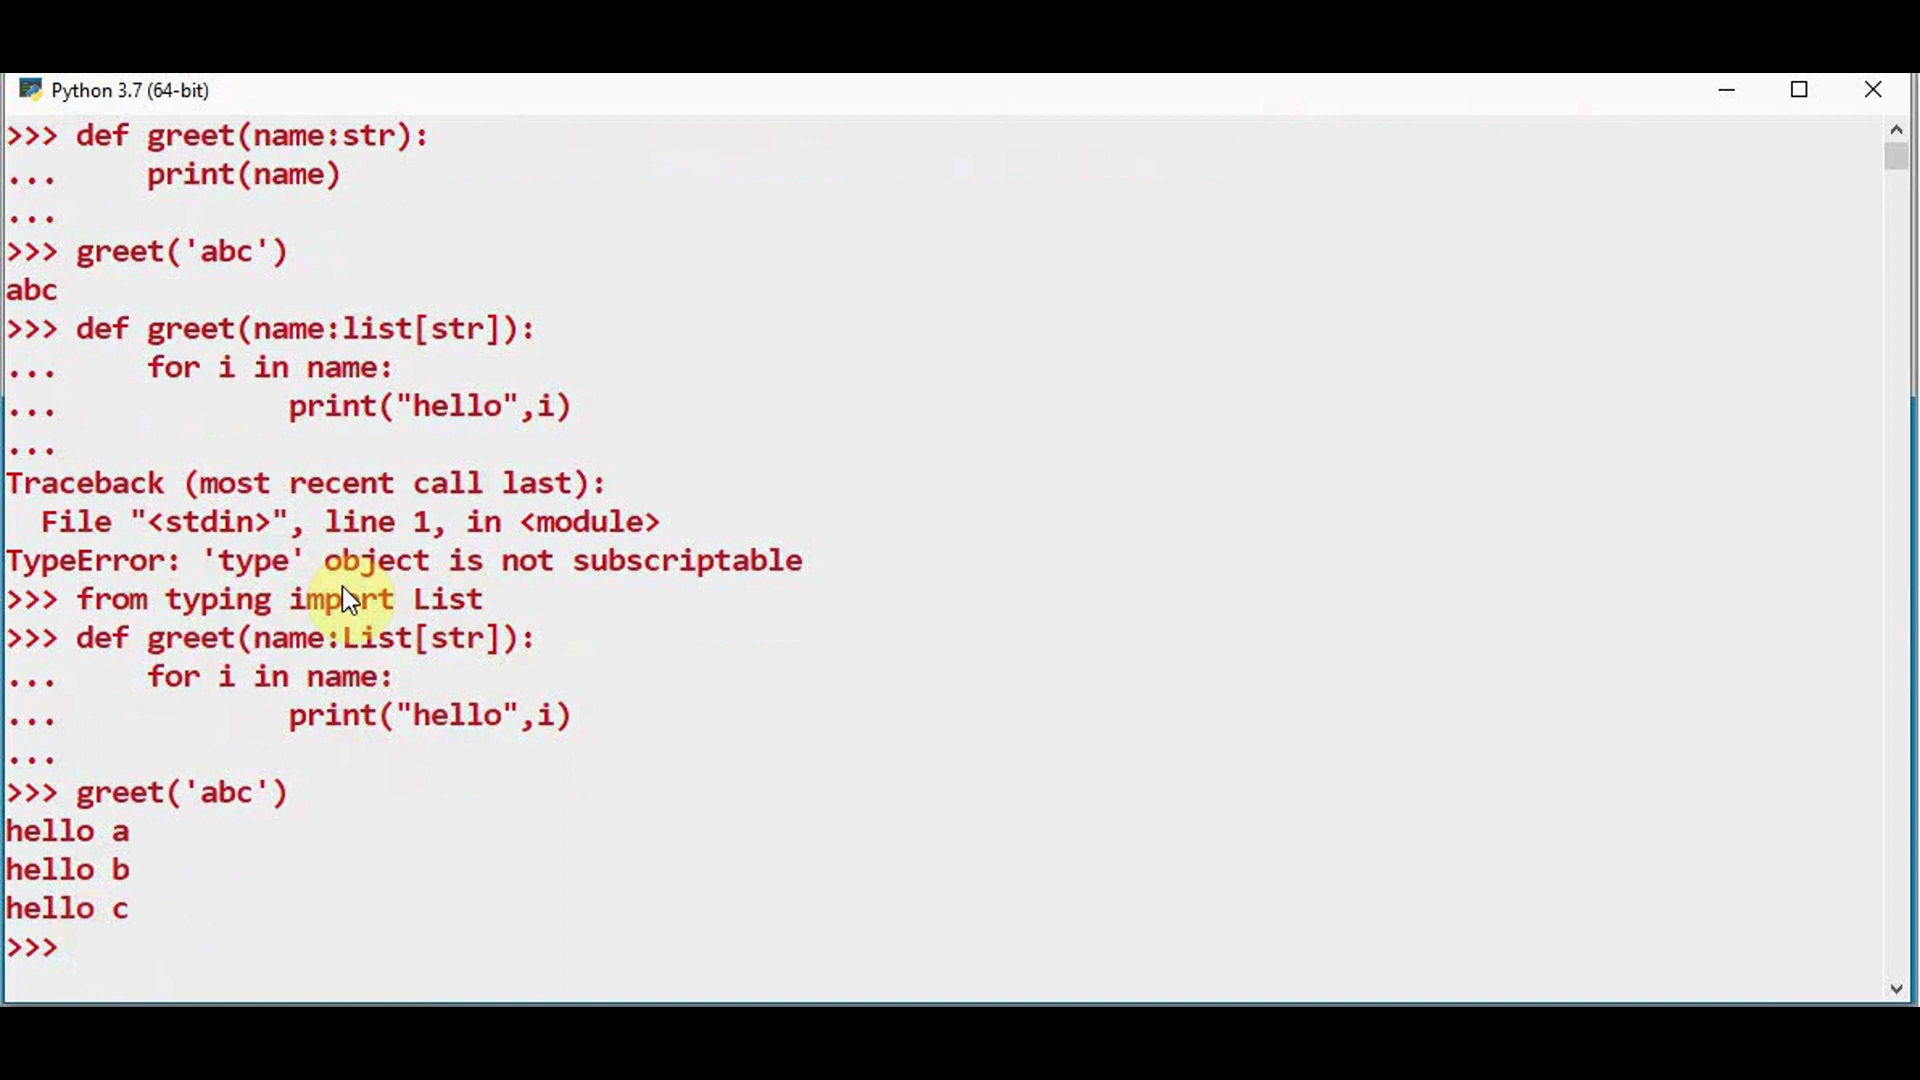 Python 3.7 (64-bit)
>>> def greet(name:str):
...     print(name)
...
>>> greet('abc')
abc
>>> def greet(name:list[str]):
...     for i in name:
...             print("hello",i)
...
Traceback (most recent call last):
  File "<stdin>", line 1, in <module>
TypeError: 'type' object is not subscriptable
>>> from typing import List
>>> def greet(name:List[str]):
...     for i in name:
...             print("hello",i)
...
>>> greet('abc')
hello a
hello b
hello c
>>>